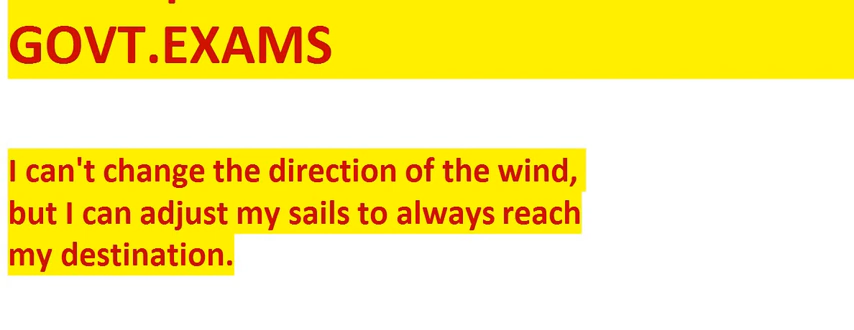 GOVT.EXAMS
I can't change the direction of the wind,
but I can adjust my sails to always reach
my destination.